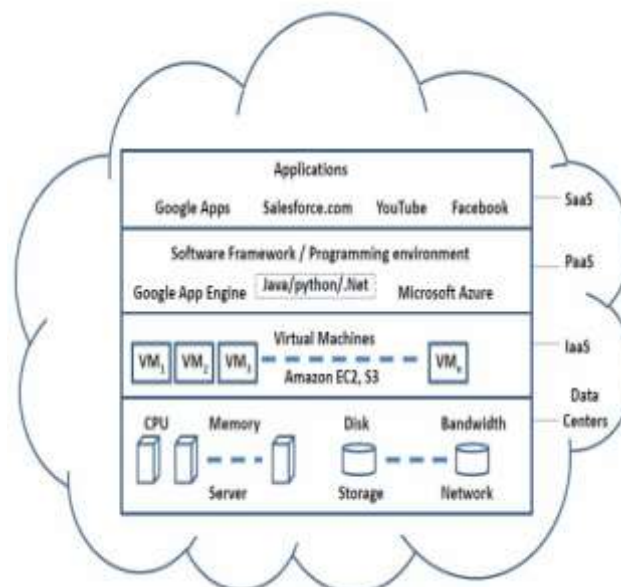 Applications
Google Apps Salesforce.com YouTube Facebook
SaaS
Software Framework / Programming environment
Google App Engine Java/python/.Net Microsoft Azure
PaaS
Virtual Machines
VM1 VM2 VM3 VMn
Amazon EC2, S3
IaaS
CPU Memory Disk Bandwidth
Server Storage Network
Data
Centers